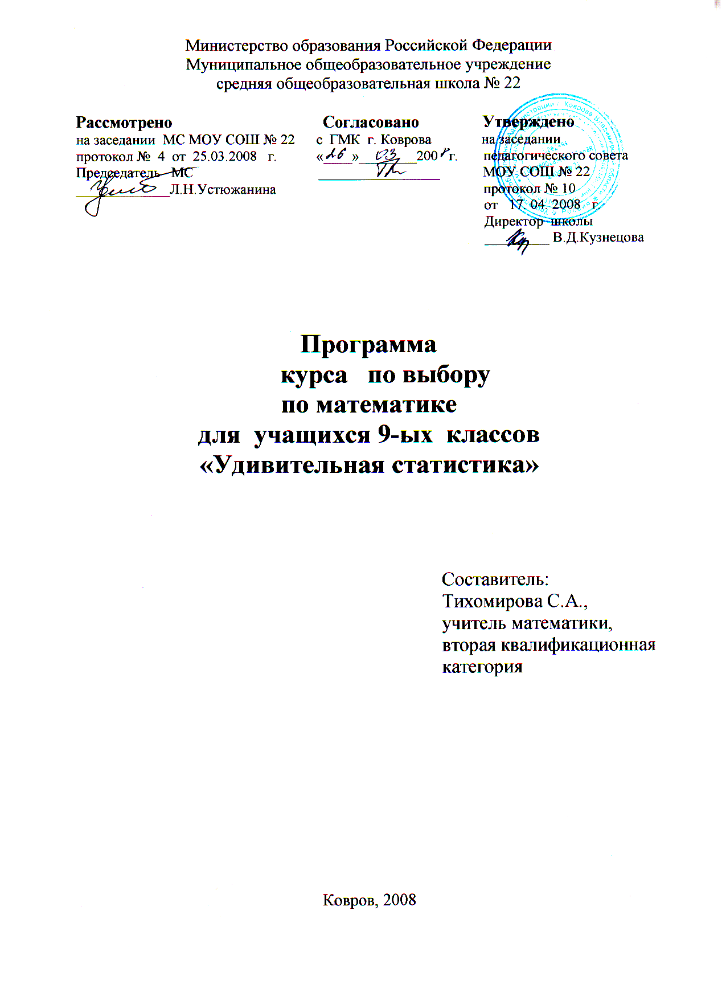 Министерство образования Российской Федерации
Муниципальное общеобразовательное учреждение
средняя общеобразовательная школа № 22
Рассмотрено
на заседании МС МОУ СОШ № 22
протокол № 4 от 25.03.2008 г.
Председатель МС
Л.Н.Устюжанина
Согласовано
с ГМК г. Коврова
«26» 03 2008 г.
Утверждено
на заседании
педагогического совета
МОУ СОШ № 22
протокол № 10
от 17. 04. 2008 г.
Директор школы
В.Д.Кузнецова
Программа
курса по выбору
по математике
для учащихся 9-ых классов
«Удивительная статистика»
Составитель:
Тихомирова С.А.,
учитель математики,
вторая квалификационная
категория
Ковров, 2008